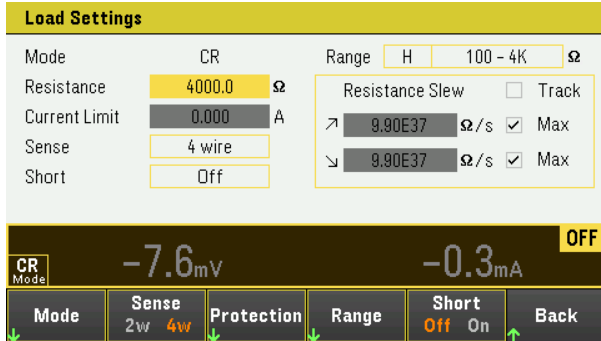 Load Settings
Mode CR Range H 100 - 4K Ω
Resistance 4000.0 Ω Resistance Slew Track
Current Limit 0.000 A 9.90E37 Ω/s Max
Sense 4 wire 9.90E37 Ω/s Max
Short Off
OFF
CR Mode -7.6mV -0.3mA
Mode Sense Protection Range Short Back
2w 4w Off On